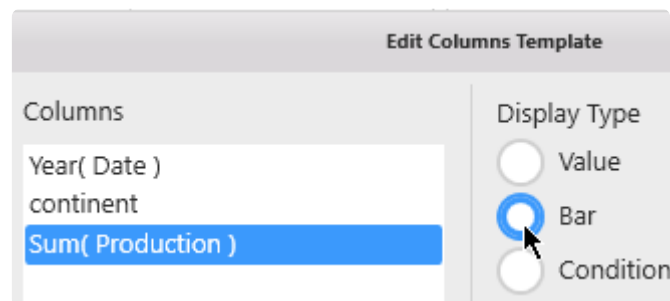 Edit Columns Template
Columns
Year( Date )
continent
Sum( Production )
Display Type
Value
Bar
Condition